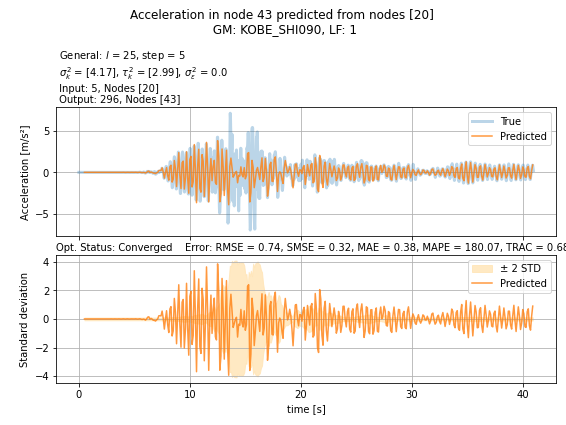 Acceleration in node 43 predicted from nodes [20]
GM: KOBE_SHI090, LF: 1
General: l = 25, step = 5
σ²ₖ = [4.17], τ²ₖ = [2.99], σ²ε = 0.0
Input: 5, Nodes [20]
Output: 296, Nodes [43]
True
Predicted
Acceleration [m/s²]
5
0
−5
Opt. Status: Converged Error: RMSE = 0.74, SMSE = 0.32, MAE = 0.38, MAPE = 180.07, TRAC = 0.68
± 2 STD
Predicted
Standard deviation
4
2
0
−2
−4
0 10 20 30 40
time [s]